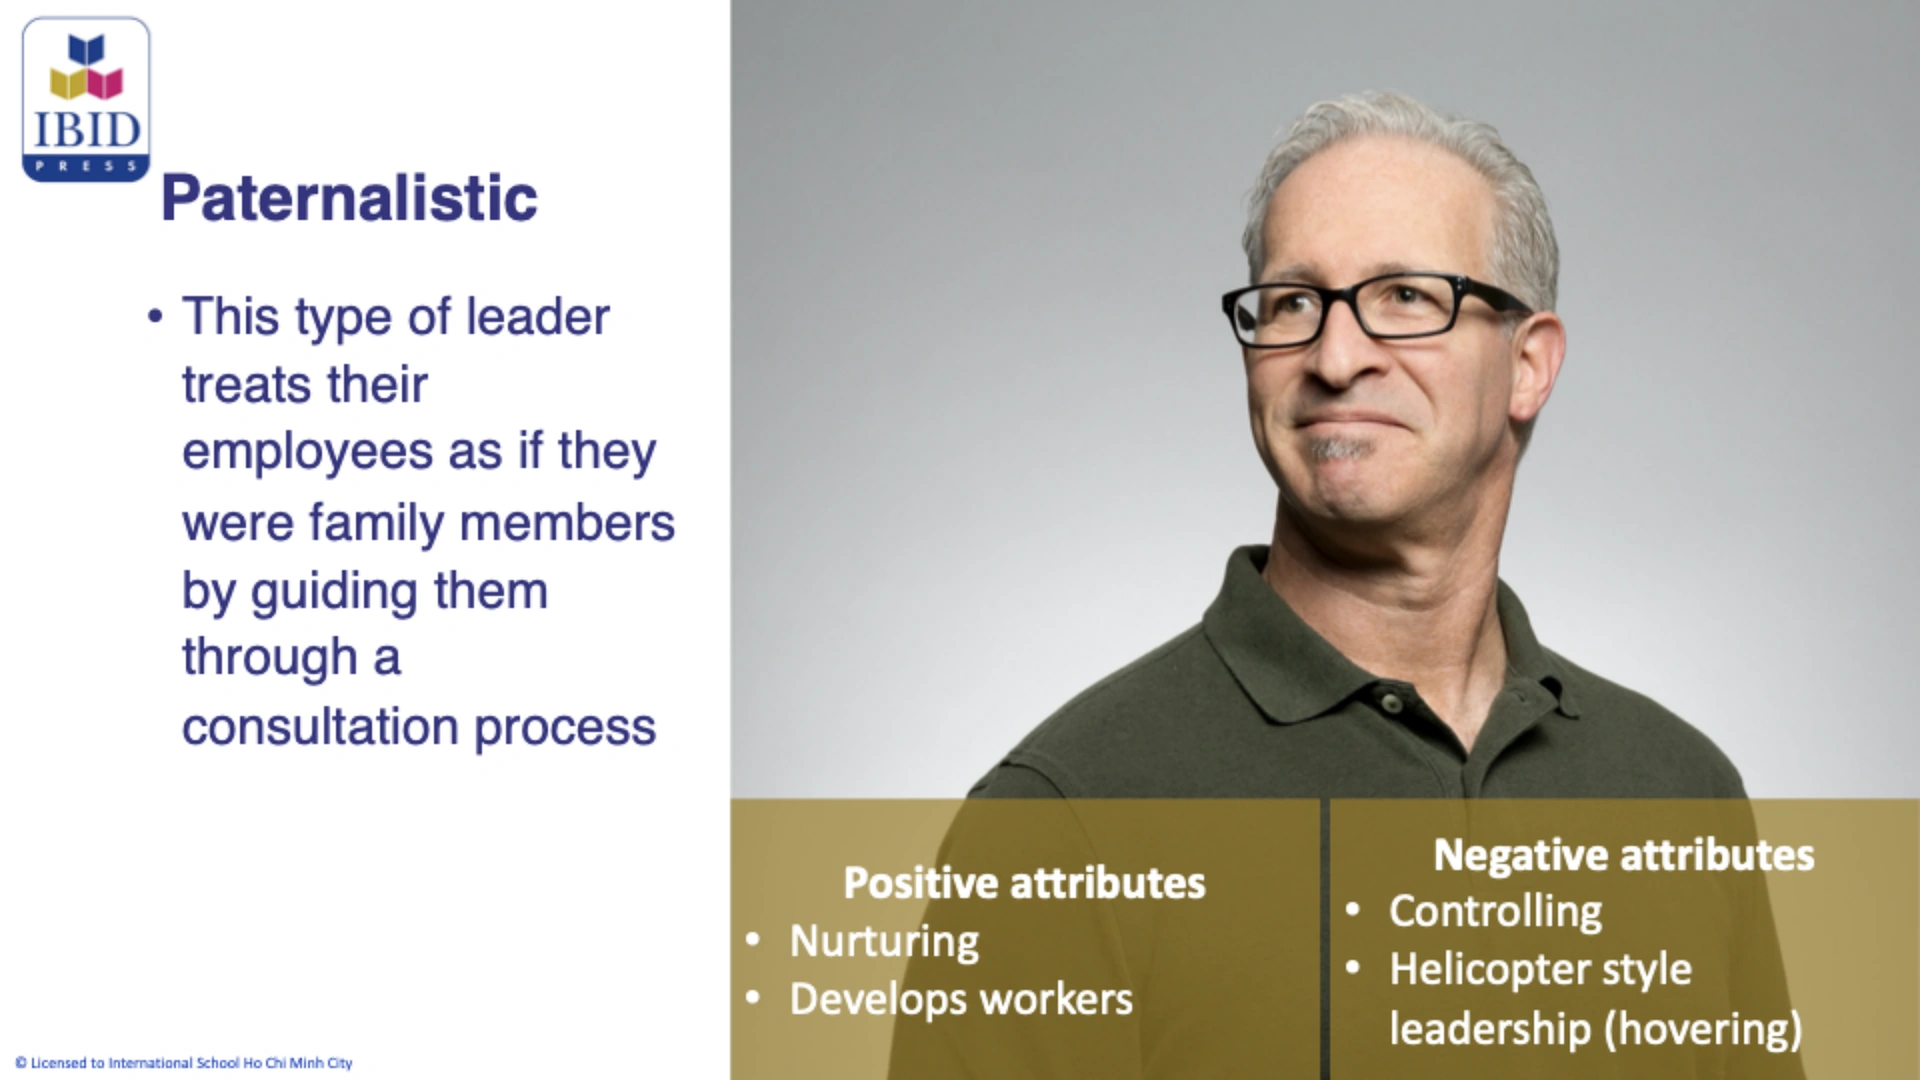 IBID
PRESS
Paternalistic
• This type of leader
treats their
employees as if they
were family members
by guiding them
through a
consultation process
Positive attributes
• Nurturing
• Develops workers
Negative attributes
• Controlling
• Helicopter style
leadership (hovering)
© Licensed to International School Ho Chi Minh City